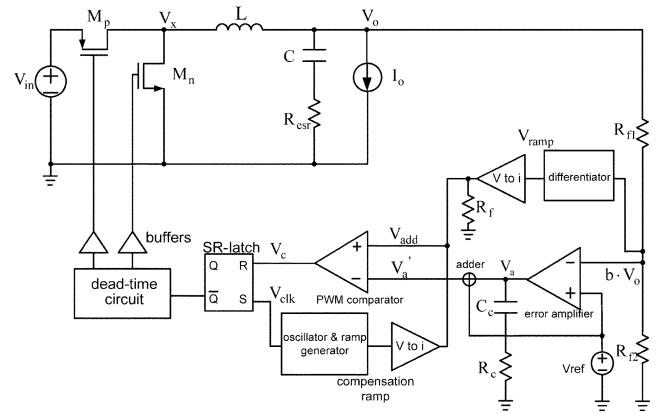 Mp
Vx
L
Vo
Vin
Mn
C
Io
Resr
Rf1
Vramp
V to i
differentiator
Rf
buffers
SR-latch
Vc
Vadd
Va'
adder
Va
b·Vo
dead-time
circuit
Q R
Q̅ S
Vclk
+
-
PWM comparator
Cc
-
+
error amplifier
oscillator & ramp
generator
V to i
compensation
ramp
Rc
Vref
Rf2